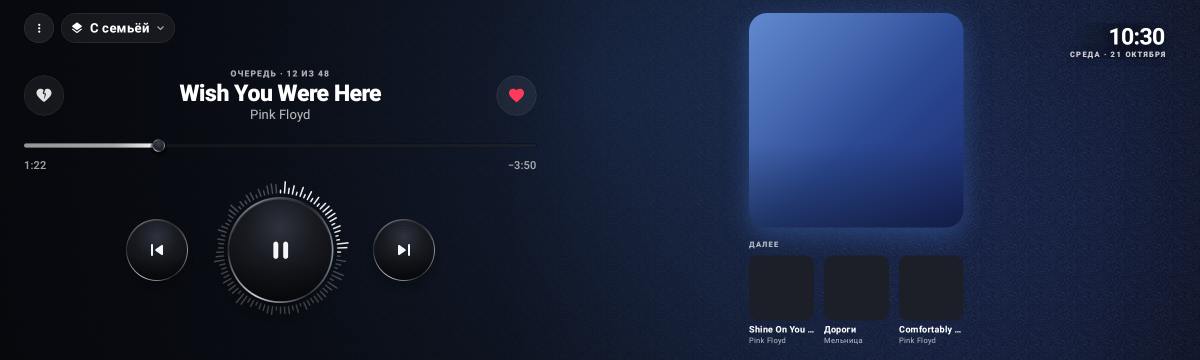 С семьёй
ОЧЕРЕДЬ · 12 ИЗ 48
Wish You Were Here
Pink Floyd
1:22
−3:50
10:30
СРЕДА · 21 ОКТЯБРЯ
ДАЛЕЕ
Shine On You …
Pink Floyd
Дороги
Мельница
Comfortably …
Pink Floyd